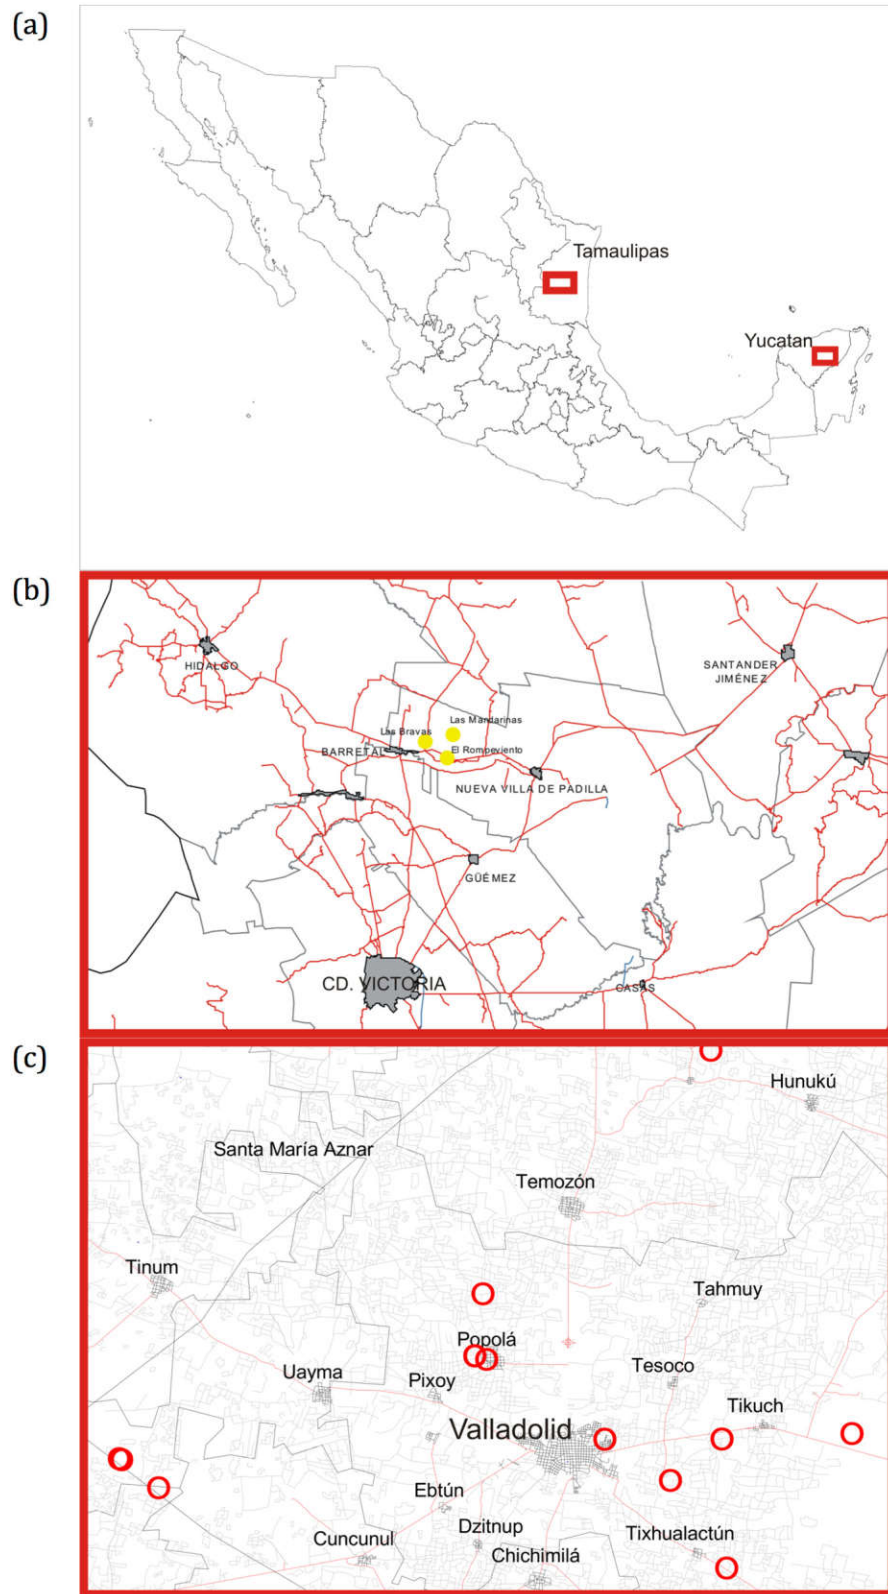 (a)
Tamaulipas
Yucatan
(b)
HIDALGO
SANTANDER
JIMÉNEZ
Las Mandarinas
Las Bravas
BARRETAL
El Rompeviento
NUEVA VILLA DE PADILLA
GÜÉMEZ
CD. VICTORIA
CASAS
(c)
Hunukú
Santa María Aznar
Temozón
Tinum
Tahmuy
Popolá
Tesoco
Uayma
Pixoy
Tikuch
Valladolid
Ebtún
Dzitnup
Tixhualactún
Cuncunul
Chichimilá